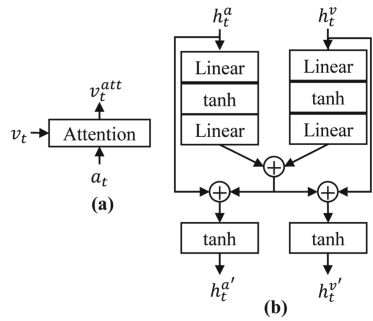 h_t^a
h_t^v
Linear
tanh
Linear
Linear
tanh
Linear
v_t^{att}
v_t
Attention
a_t
(a)
+
+
+
tanh
tanh
h_t^{a'}
h_t^{v'}
(b)